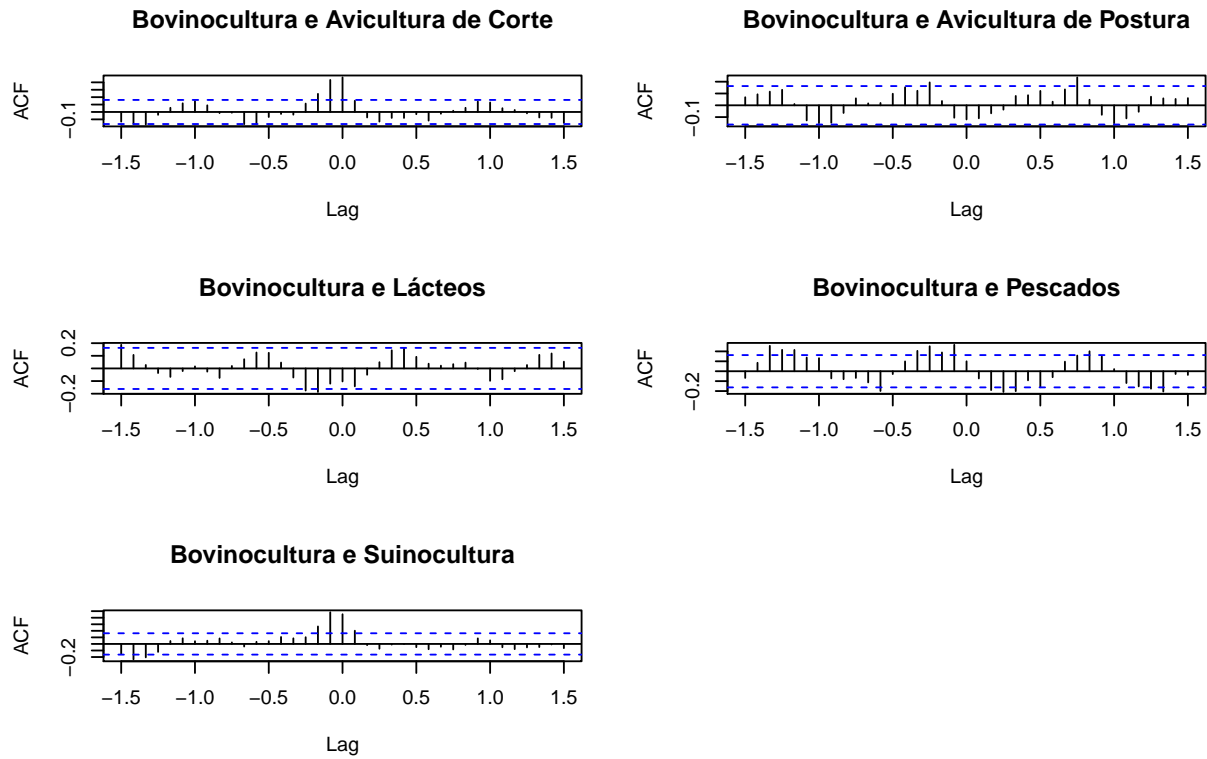 Bovinocultura e Avicultura de Corte
ACF
−0.1
−1.5 −1.0 −0.5 0.0 0.5 1.0 1.5
Lag
Bovinocultura e Avicultura de Postura
ACF
−0.1
−1.5 −1.0 −0.5 0.0 0.5 1.0 1.5
Lag
Bovinocultura e Lácteos
ACF
0.2
−0.2
−1.5 −1.0 −0.5 0.0 0.5 1.0 1.5
Lag
Bovinocultura e Pescados
ACF
−0.2
−1.5 −1.0 −0.5 0.0 0.5 1.0 1.5
Lag
Bovinocultura e Suinocultura
ACF
−0.2
−1.5 −1.0 −0.5 0.0 0.5 1.0 1.5
Lag